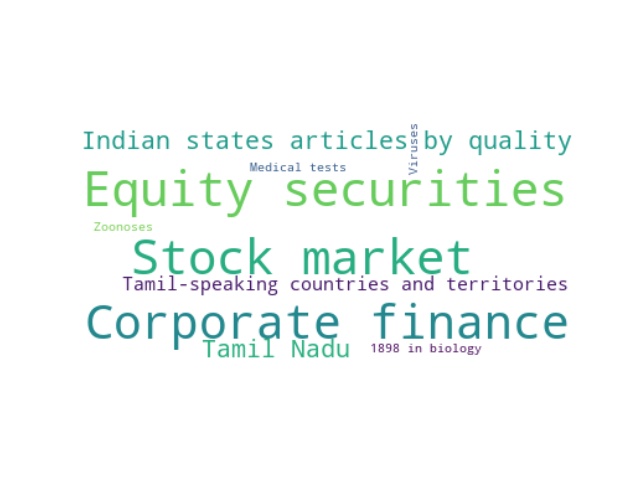 Indian states articles by quality
Viruses
Medical tests
Equity securities
Zoonoses
Stock market
Tamil-speaking countries and territories
Corporate finance
Tamil Nadu
1898 in biology